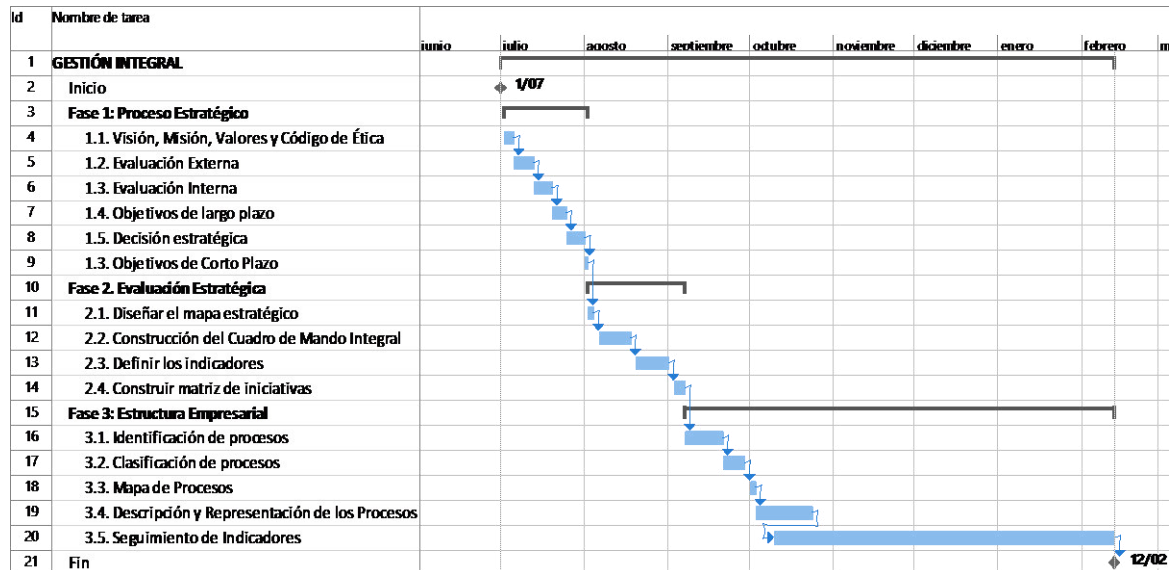 Id Nombre de tarea
iunio iulio aaosto septiembre octubre noviembre diciembre enero febrero m
1 GESTIÓN INTEGRAL
2 Inicio 1/07
3 Fase 1: Proceso Estratégico
4 1.1. Visión, Misión, Valores y Código de Ética
5 1.2. Evaluación Externa
6 1.3. Evaluación Interna
7 1.4. Objetivos de largo plazo
8 1.5. Decisión estratégica
9 1.3. Objetivos de Corto Plazo
10 Fase 2. Evaluación Estratégica
11 2.1. Diseñar el mapa estratégico
12 2.2. Construcción del Cuadro de Mando Integral
13 2.3. Definir los indicadores
14 2.4. Construir matriz de iniciativas
15 Fase 3: Estructura Empresarial
16 3.1. Identificación de procesos
17 3.2. Clasificación de procesos
18 3.3. Mapa de Procesos
19 3.4. Descripción y Representación de los Procesos
20 3.5. Seguimiento de Indicadores
21 Fin 12/02